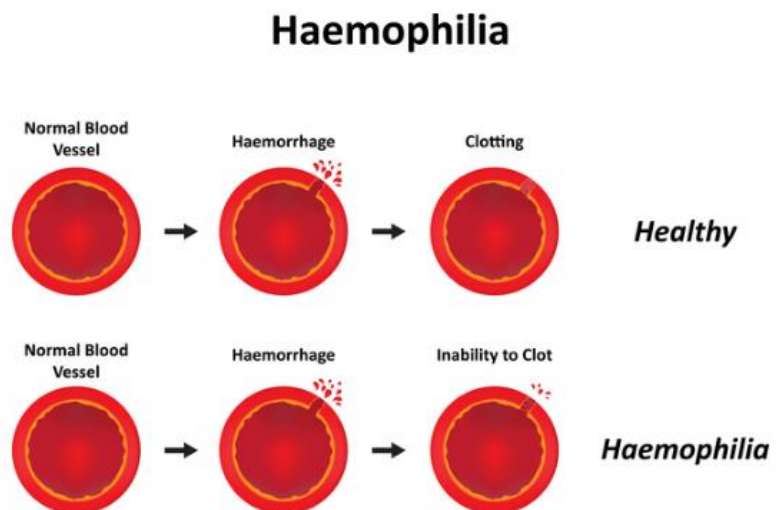 Haemophilia
Normal Blood
Vessel
Haemorrhage
Clotting
Healthy
Normal Blood
Vessel
Haemorrhage
Inability to Clot
Haemophilia